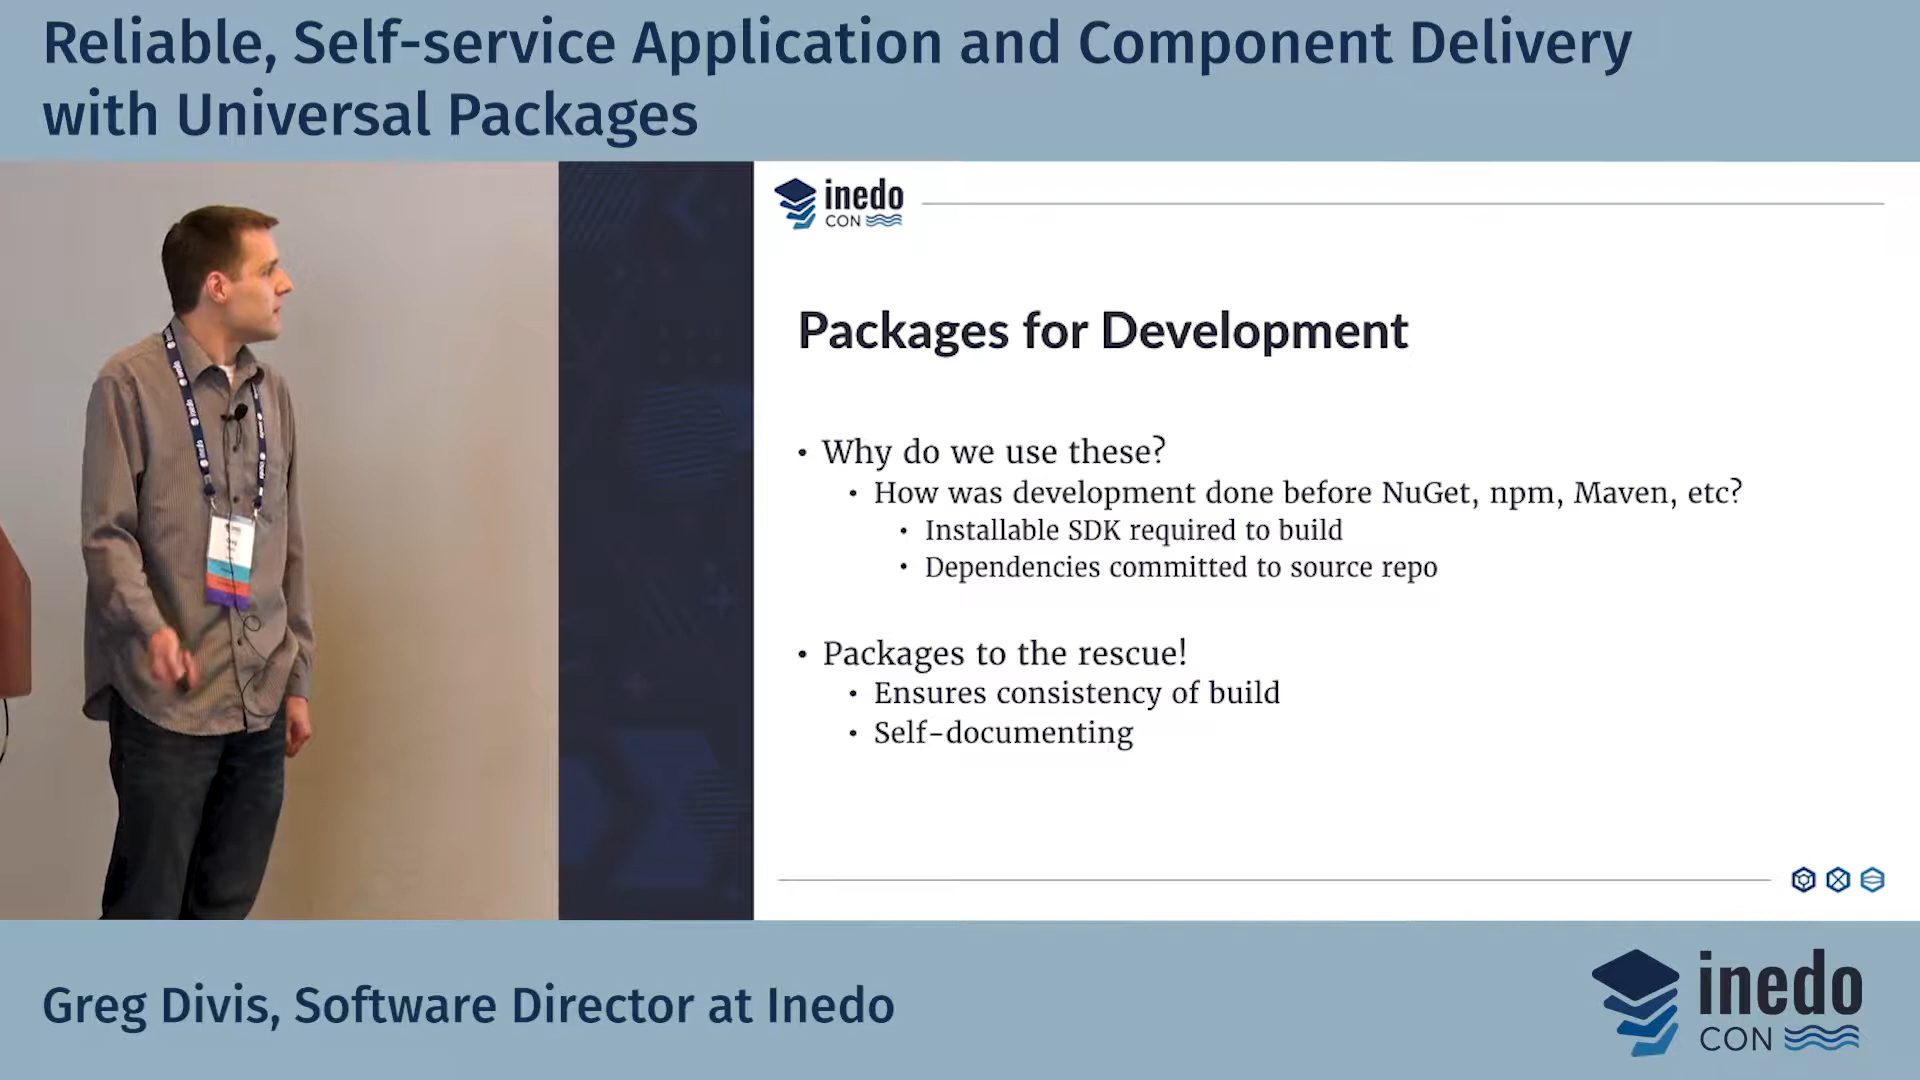 Reliable, Self-service Application and Component Delivery
with Universal Packages
inedo
CON
Packages for Development
• Why do we use these?
• How was development done before NuGet, npm, Maven, etc?
• Installable SDK required to build
• Dependencies committed to source repo
• Packages to the rescue!
• Ensures consistency of build
• Self-documenting
Greg Divis, Software Director at Inedo
inedo
CON